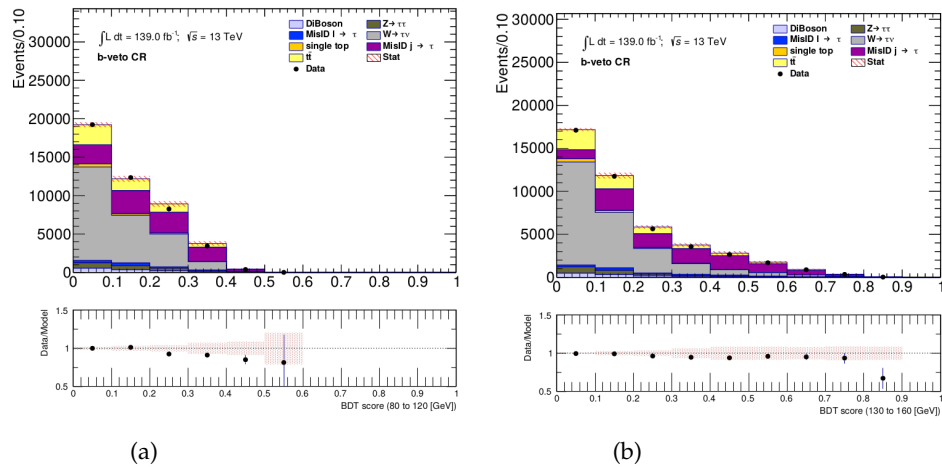 Events/0.10
30000
25000
20000
15000
10000
5000
0
∫L dt = 139.0 fb⁻¹; √s = 13 TeV
b-veto CR
DiBoson
MisID l → τ
single top
tt̄
Data
Z→ττ
W→τν
MisID j → τ
Stat
0 0.1 0.2 0.3 0.4 0.5 0.6 0.7 0.8 0.9 1
Data/Model
1.5
1
0.5
0 0.1 0.2 0.3 0.4 0.5 0.6 0.7 0.8 0.9 1
BDT score (80 to 120 [GeV])
(a)
Events/0.10
30000
25000
20000
15000
10000
5000
0
∫L dt = 139.0 fb⁻¹; √s = 13 TeV
b-veto CR
DiBoson
MisID l → τ
single top
tt̄
Data
Z→ττ
W→τν
MisID j → τ
Stat
0 0.1 0.2 0.3 0.4 0.5 0.6 0.7 0.8 0.9 1
Data/Model
1.5
1
0.5
0 0.1 0.2 0.3 0.4 0.5 0.6 0.7 0.8 0.9 1
BDT score (130 to 160 [GeV])
(b)